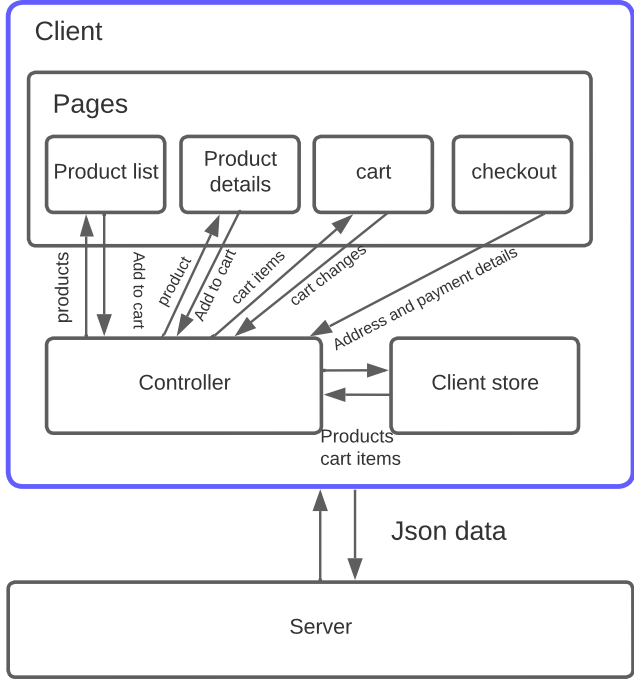 Client
Pages
Product list
Product
details
cart
checkout
products
Add to cart
product
Add to cart
cart items
cart changes
Address and payment details
Controller
Client store
Products
cart items
Json data
Server